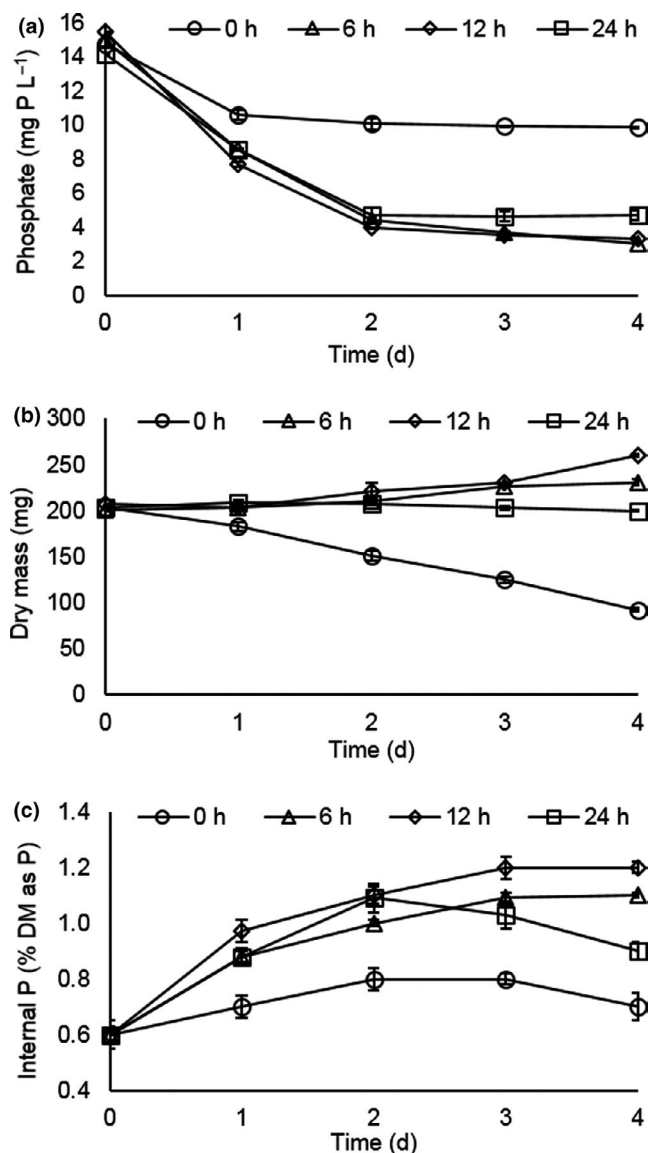 (a)
0 h 6 h 12 h 24 h
Phosphate (mg P L⁻¹)
16
14
12
10
8
6
4
2
0
0 1 2 3 4
Time (d)
(b)
0 h 6 h 12 h 24 h
Dry mass (mg)
300
250
200
150
100
50
0
0 1 2 3 4
Time (d)
(c)
0 h 6 h 12 h 24 h
Internal P (% DM as P)
1.4
1.2
1.0
0.8
0.6
0.4
0 1 2 3 4
Time (d)